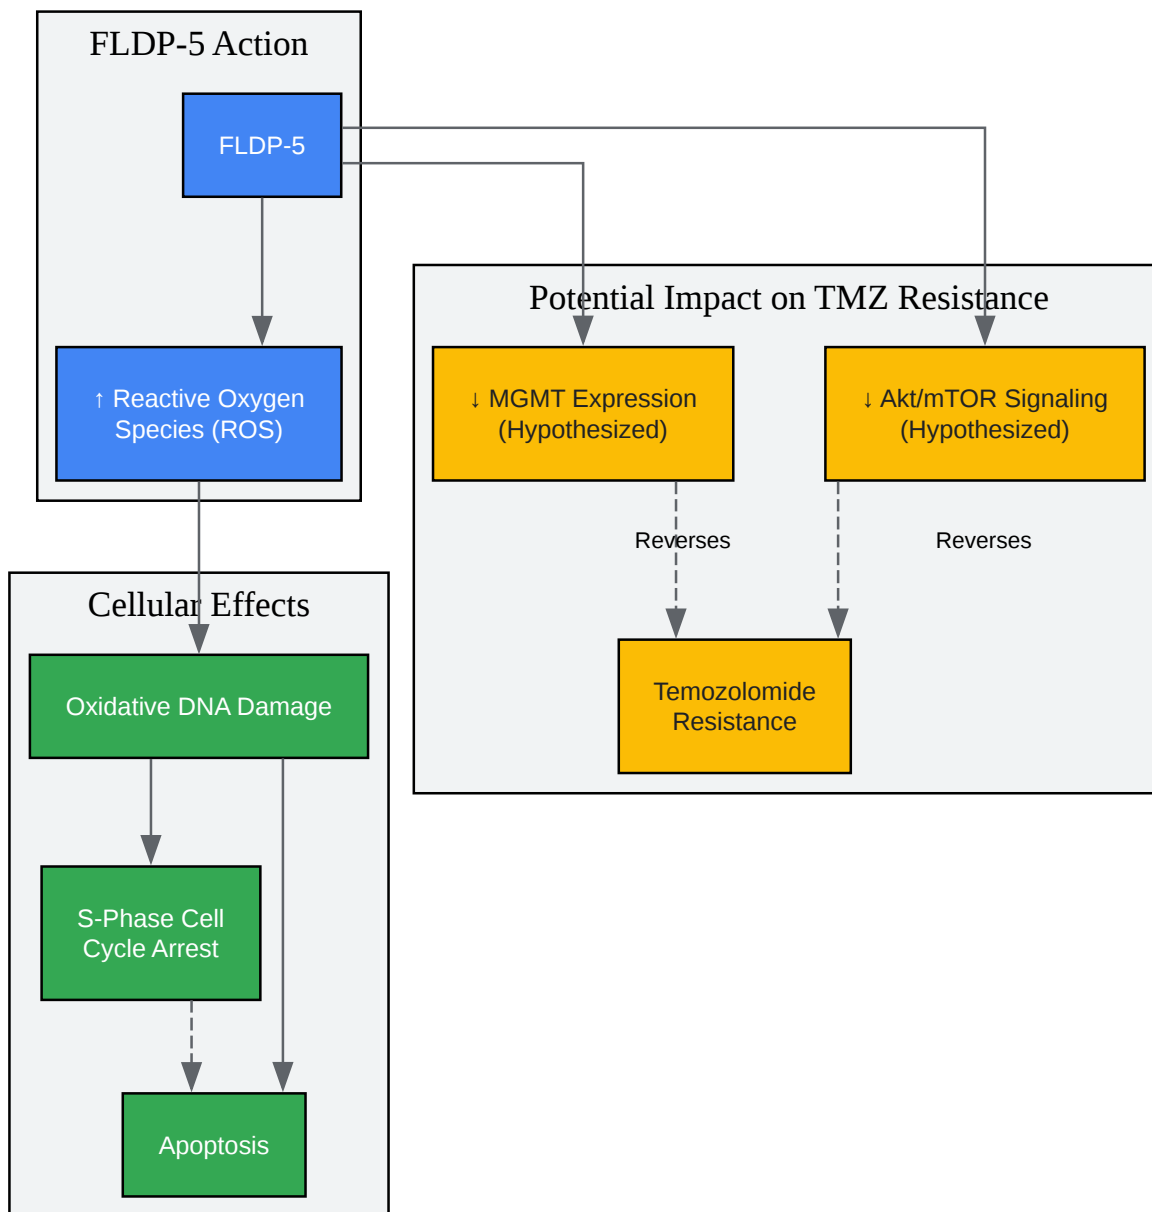 FLDP-5 Action
FLDP-5
↑ Reactive Oxygen
Species (ROS)
Potential Impact on TMZ Resistance
↓ MGMT Expression
(Hypothesized)
↓ Akt/mTOR Signaling
(Hypothesized)
Reverses
Reverses
Temozolomide
Resistance
Cellular Effects
Oxidative DNA Damage
S-Phase Cell
Cycle Arrest
Apoptosis